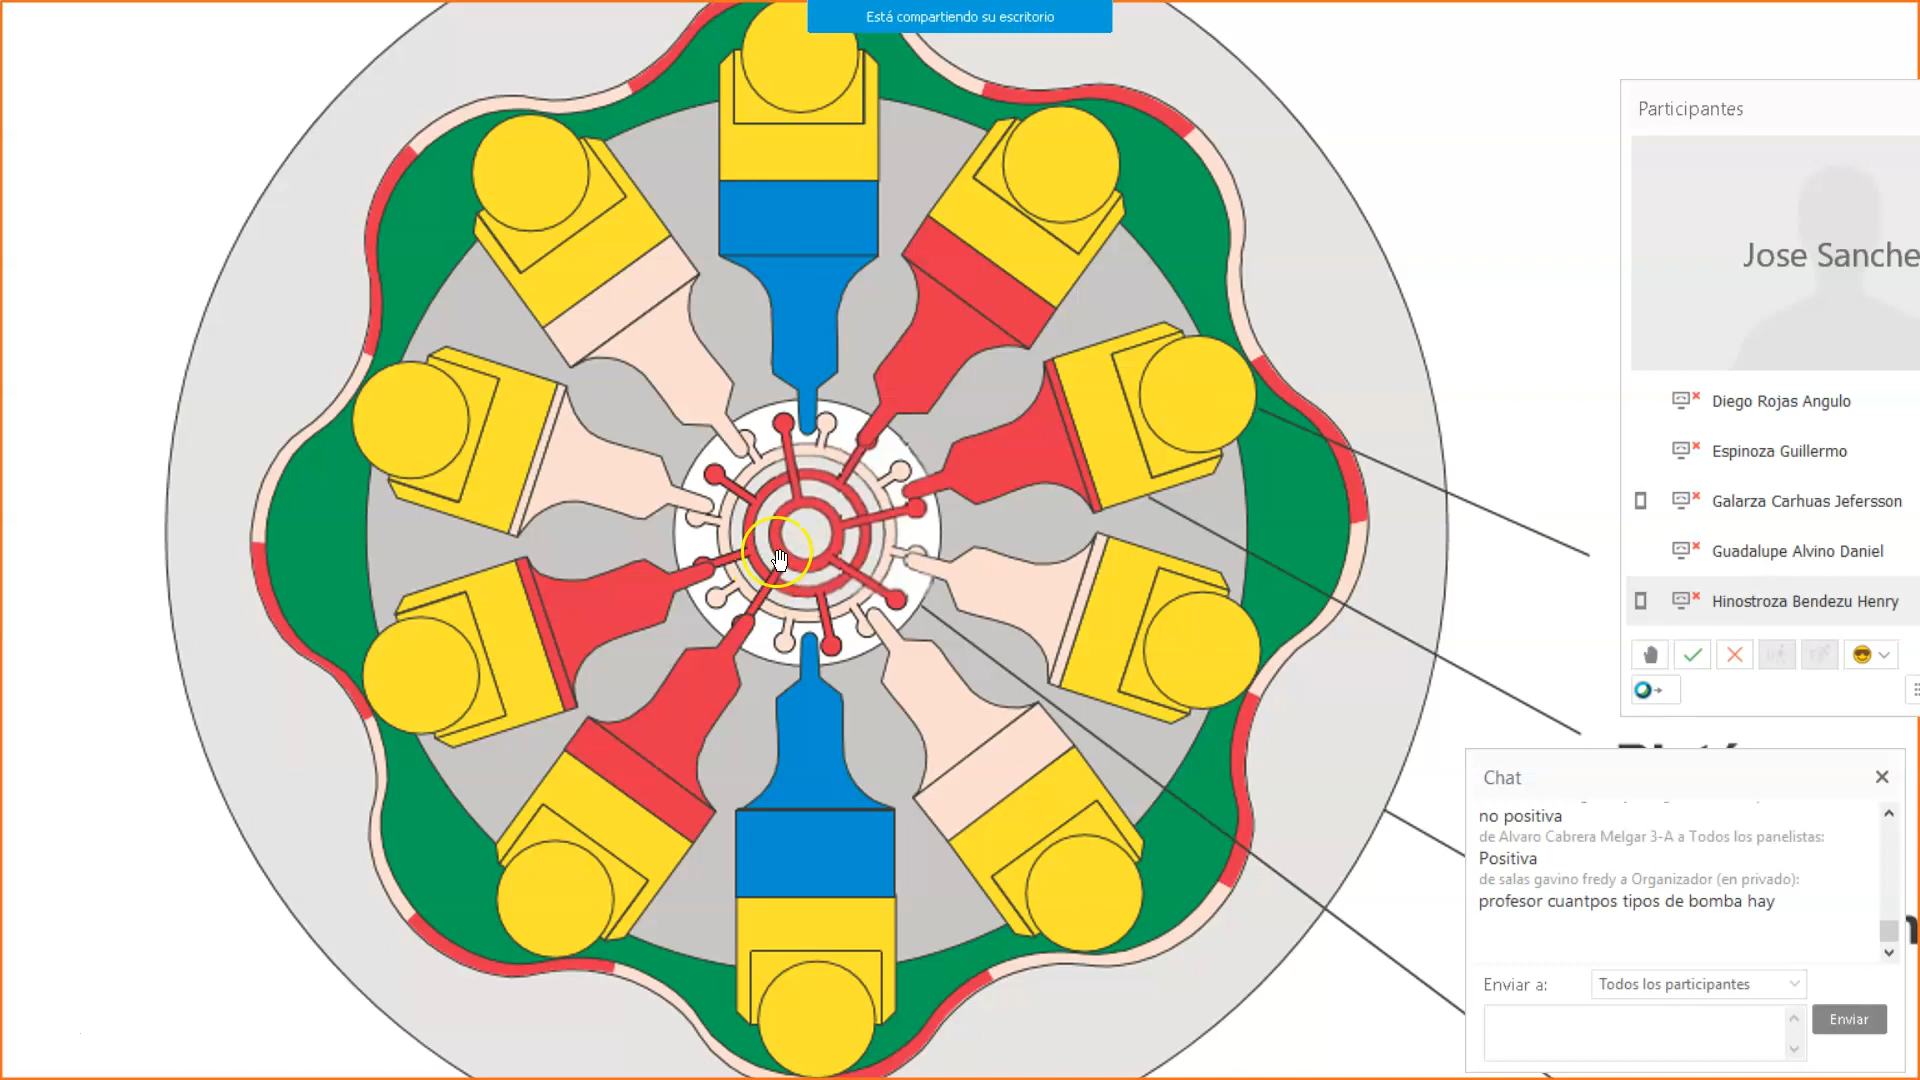 Está compartiendo su escritorio
Participantes
Jose Sanche
Diego Rojas Angulo
Espinoza Guillermo
Galarza Carhuas Jefersson
Guadalupe Alvino Daniel
Hinostroza Bendezu Henry
Chat
no positiva
de Alvaro Cabrera Melgar 3-A a Todos los panelistas:
Positiva
de salas gavino fredy a Organizador (en privado):
profesor cuantpos tipos de bomba hay
Enviar a:
Todos los participantes
Enviar